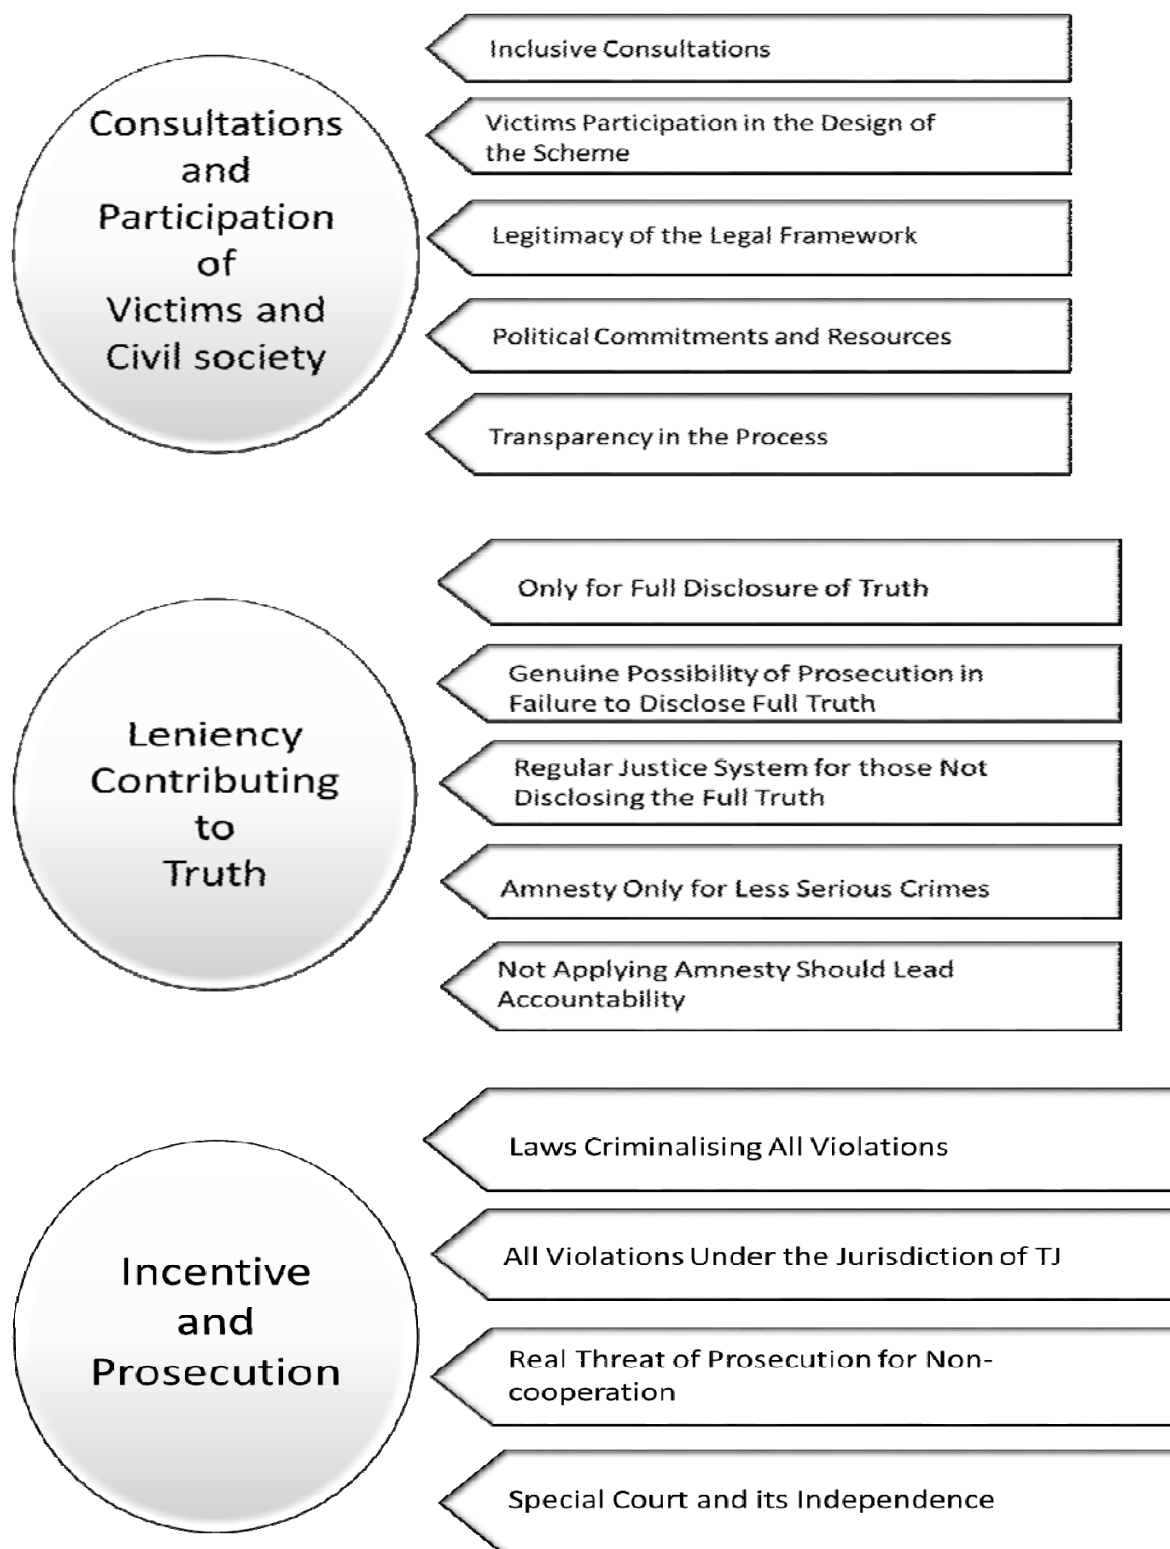 Consultations
and
Participation
of
Victims and
Civil society
Inclusive Consultations
Victims Participation in the Design of
the Scheme
Legitimacy of the Legal Framework
Political Commitments and Resources
Transparency in the Process
Leniency
Contributing
to
Truth
Only for Full Disclosure of Truth
Genuine Possibility of Prosecution in
Failure to Disclose Full Truth
Regular Justice System for those Not
Disclosing the Full Truth
Amnesty Only for Less Serious Crimes
Not Applying Amnesty Should Lead
Accountability
Incentive
and
Prosecution
Laws Criminalising All Violations
All Violations Under the Jurisdiction of TJ
Real Threat of Prosecution for Non-
cooperation
Special Court and its Independence